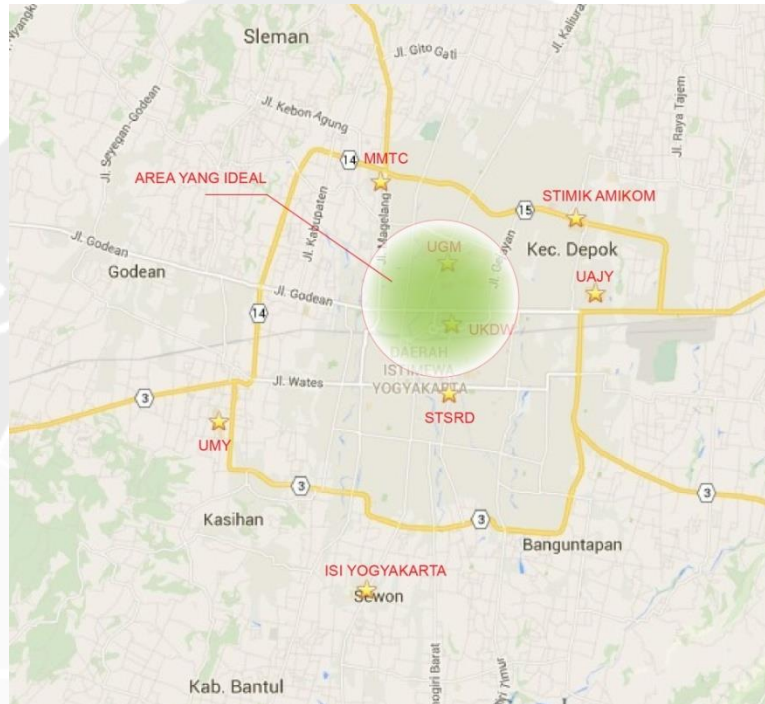 Sleman
Jl. Gito Gati
Jl. Kaliura
Jl. Raya Tajem
Jl. Seyegan-Godean
Jl. Kebon Agung
14
MMTC
AREA YANG IDEAL
15
STIMIK AMIKOM
Jl. Kabupaten
Jl. Magelang
UGM
Kec. Depok
Jl. Godean
Godean
UAJY
Jl. Godean
14
UKDW
DAERAH
ISTIMEWA
YOGYAKARTA
Jl. Wates
3
STSRD
UMY
3
3
3
Kasihan
Banguntapan
ISI YOGYAKARTA
Sewon
Kab. Bantul
ogiri Barat